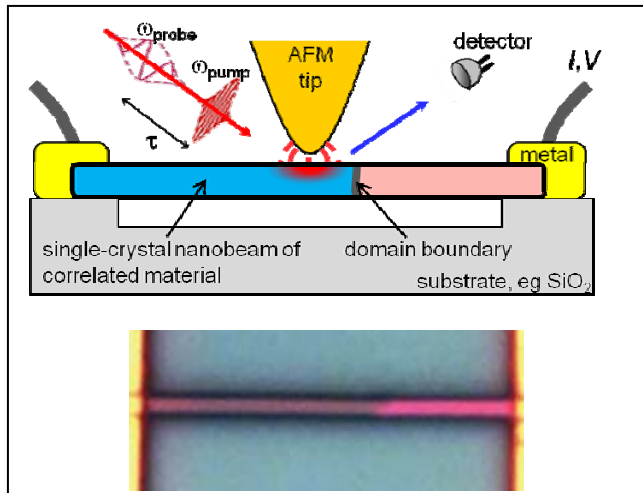 ωprobe
ωpump
τ
AFM
tip
detector
I,V
metal
single-crystal nanobeam of
correlated material
domain boundary
substrate, eg SiO₂